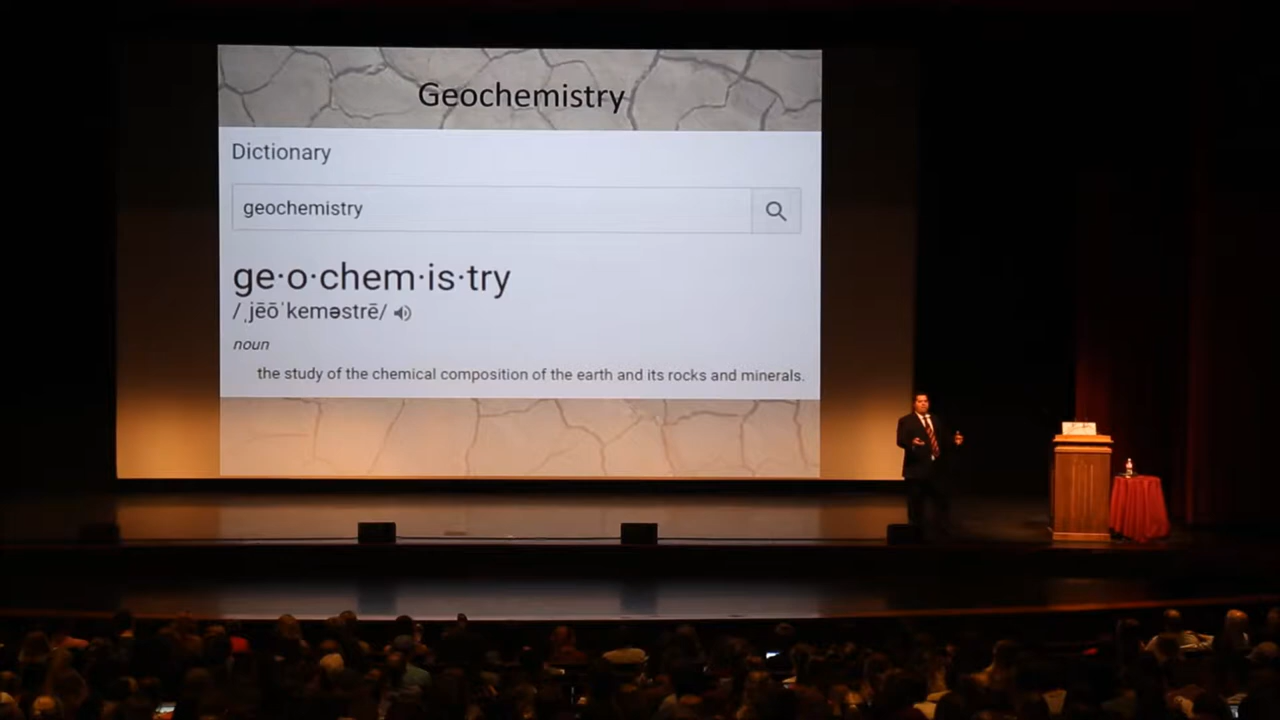 Geochemistry
Dictionary
geochemistry
ge·o·chem·is·try
/ˌjēōˈkeməstrē/
noun
the study of the chemical composition of the earth and its rocks and minerals.